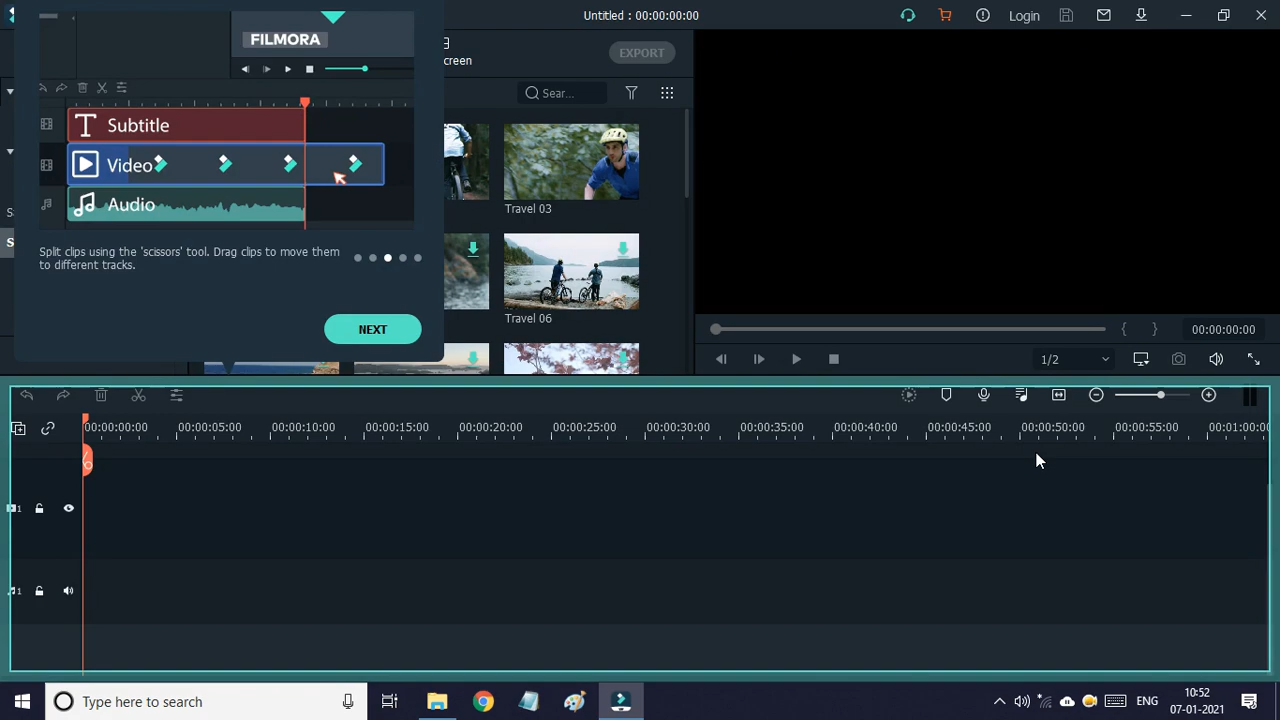 Untitled : 00:00:00:00
Login
FILMORA
creen
EXPORT
Sear...
Subtitle
Video
Audio
Travel 03
Split clips using the 'scissors' tool. Drag clips to move them
to different tracks.
Travel 06
NEXT
00:00:00:00
1/2
00:00:00:00
00:00:05:00
00:00:10:00
00:00:15:00
00:00:20:00
00:00:25:00
00:00:30:00
00:00:35:00
00:00:40:00
00:00:45:00
00:00:50:00
00:00:55:00
00:01:00:0
1
1
Type here to search
ENG
10:52
07-01-2021